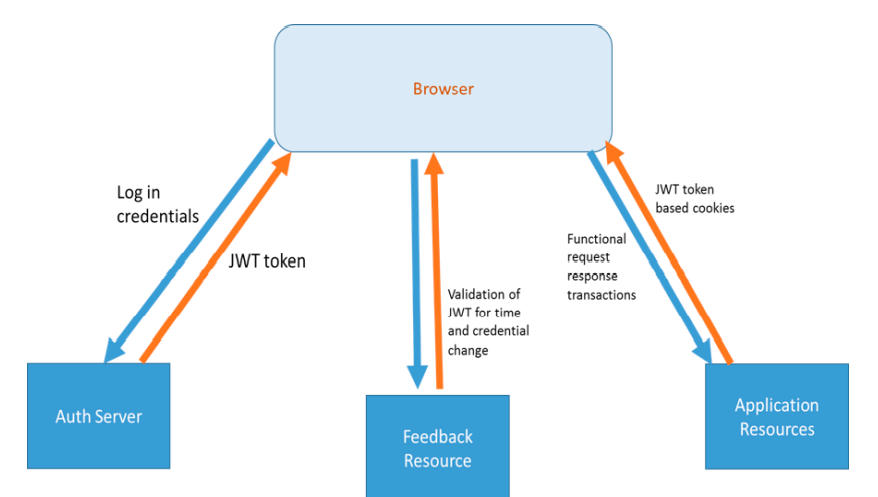 Browser
Log in
credentials
JWT token
Validation of
JWT for time
and credential
change
Functional
request
response
transactions
JWT token
based cookies
Auth Server
Feedback
Resource
Application
Resources